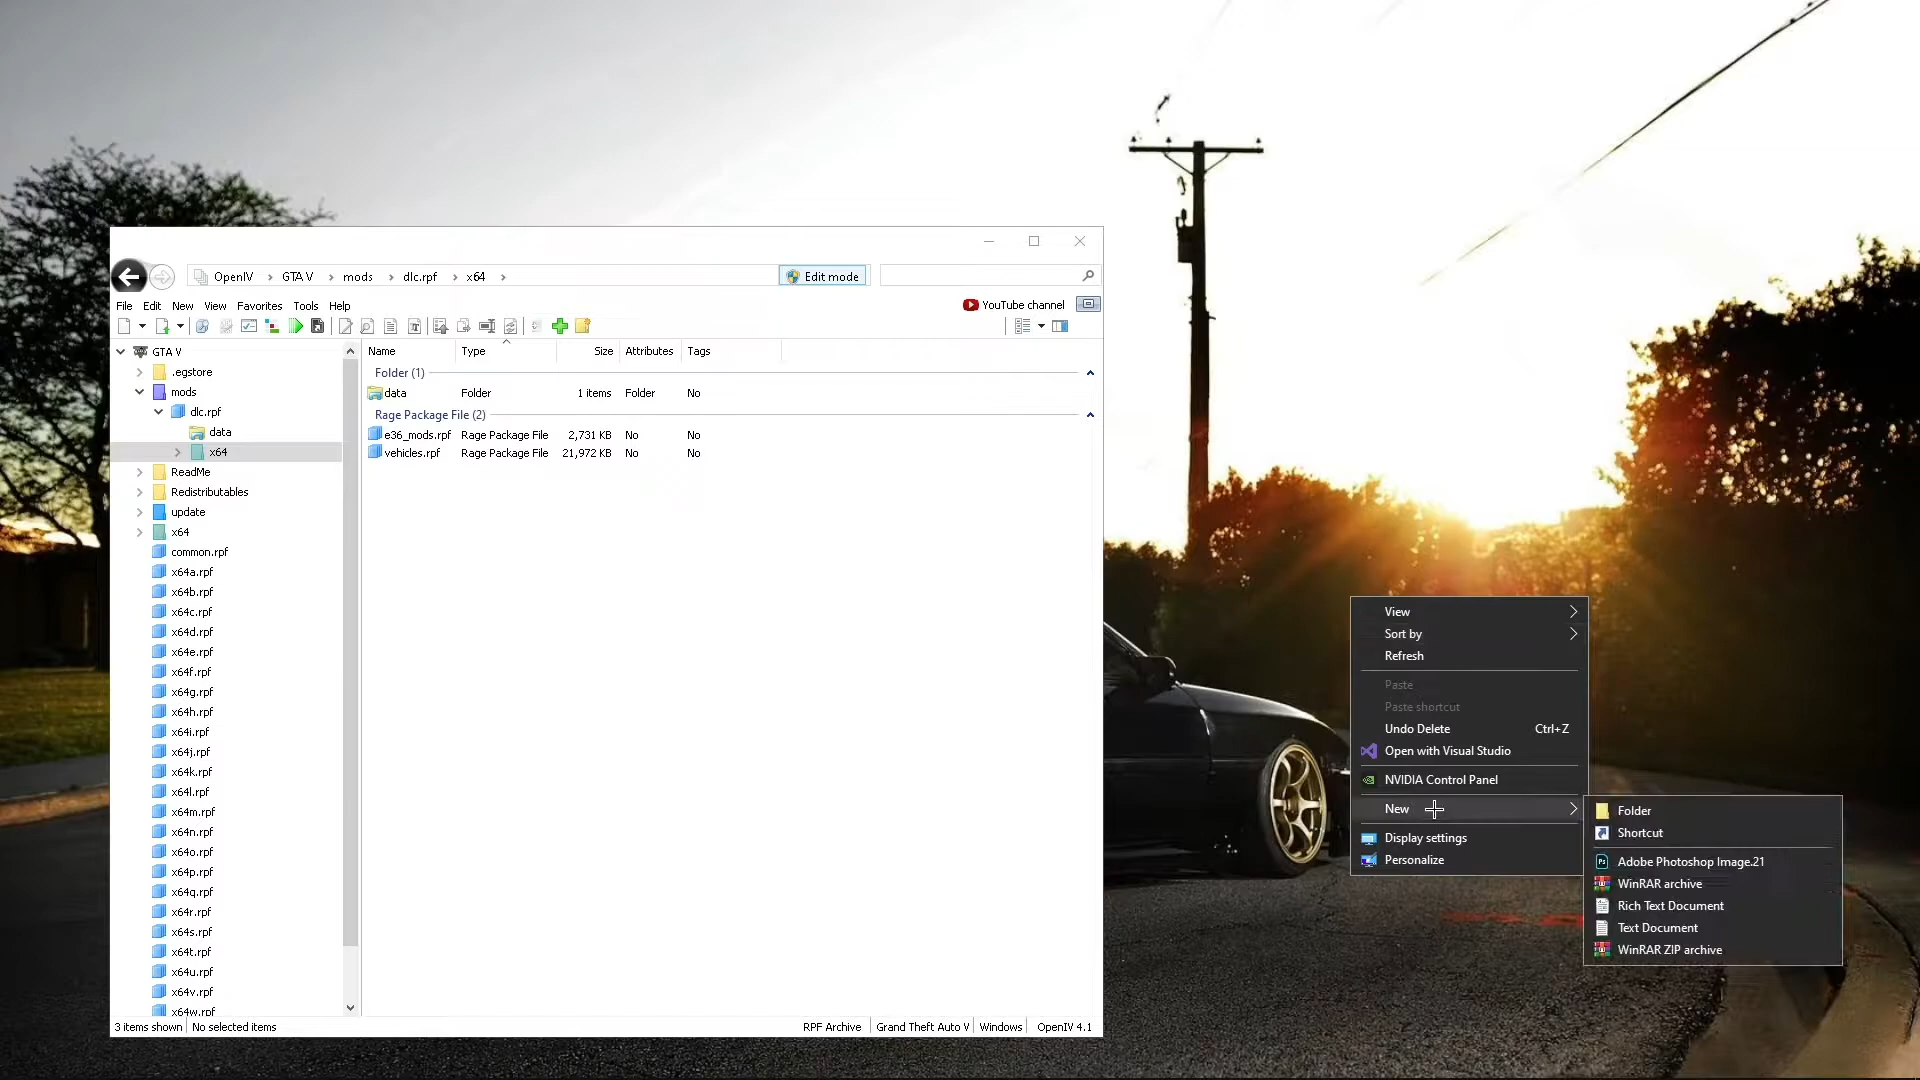 OpenIV GTA V mods dlc.rpf x64
Edit mode
File Edit New View Favorites Tools Help
YouTube channel
GTA V
.egstore
mods
dlc.rpf
data
x64
ReadMe
Redistributables
update
x64
common.rpf
x64a.rpf
x64b.rpf
x64c.rpf
x64d.rpf
x64e.rpf
x64f.rpf
x64g.rpf
x64h.rpf
x64i.rpf
x64j.rpf
x64k.rpf
x64l.rpf
x64m.rpf
x64n.rpf
x64o.rpf
x64p.rpf
x64q.rpf
x64r.rpf
x64s.rpf
x64t.rpf
x64u.rpf
x64v.rpf
x64w.rpf
Name Type Size Attributes Tags
Folder (1)
data Folder 1 items Folder No
Rage Package File (2)
e36_mods.rpf Rage Package File 2,731 KB No No
vehicles.rpf Rage Package File 21,972 KB No No
3 items shown No selected items
RPF Archive Grand Theft Auto V Windows OpenIV 4.1
View
Sort by
Refresh
Paste
Paste shortcut
Undo Delete Ctrl+Z
Open with Visual Studio
NVIDIA Control Panel
New
Display settings
Personalize
Folder
Shortcut
Adobe Photoshop Image.21
WinRAR archive
Rich Text Document
Text Document
WinRAR ZIP archive